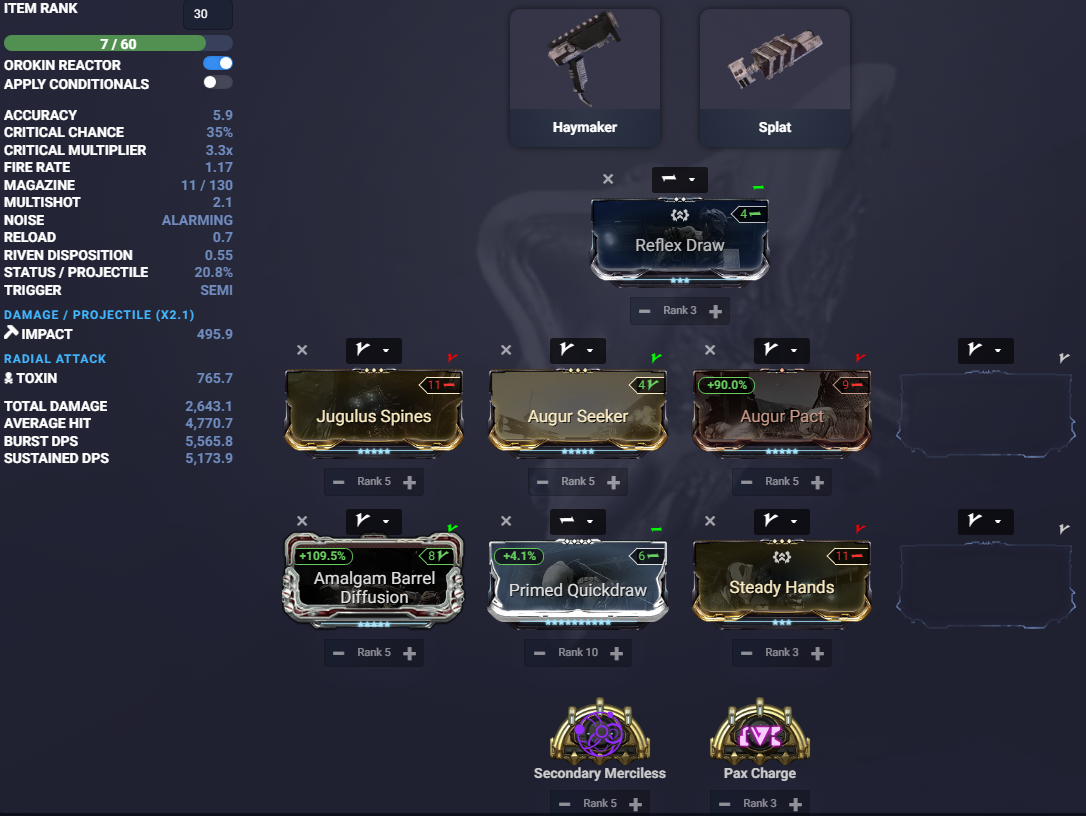 ITEM RANK 30
7 / 60
OROKIN REACTOR
APPLY CONDITIONALS
ACCURACY 5.9
CRITICAL CHANCE 35%
CRITICAL MULTIPLIER 3.3x
FIRE RATE 1.17
MAGAZINE 11 / 130
MULTISHOT 2.1
NOISE ALARMING
RELOAD 0.7
RIVEN DISPOSITION 0.55
STATUS / PROJECTILE 20.8%
TRIGGER SEMI
DAMAGE / PROJECTILE (X2.1)
IMPACT 495.9
RADIAL ATTACK
TOXIN 765.7
TOTAL DAMAGE 2,643.1
AVERAGE HIT 4,770.7
BURST DPS 5,565.8
SUSTAINED DPS 5,173.9
Haymaker
Splat
4
Reflex Draw
Rank 3
11
Jugulus Spines
Rank 5
4
Augur Seeker
Rank 5
+90.0% 9
Augur Pact
Rank 5
+109.5% 8
Amalgam Barrel
Diffusion
Rank 5
+4.1% 6
Primed Quickdraw
Rank 10
11
Steady Hands
Rank 3
Secondary Merciless
Rank 5
Pax Charge
Rank 3